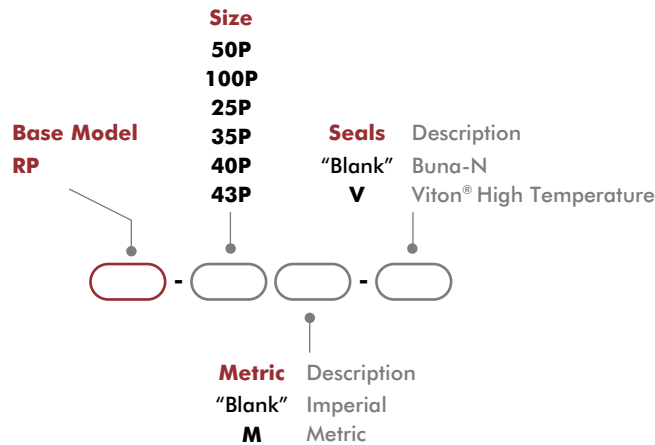 Size
50P
100P
25P
35P
40P
43P
Base Model
RP
Seals Description
“Blank” Buna-N
V Viton® High Temperature
- -
Metric Description
“Blank” Imperial
M Metric